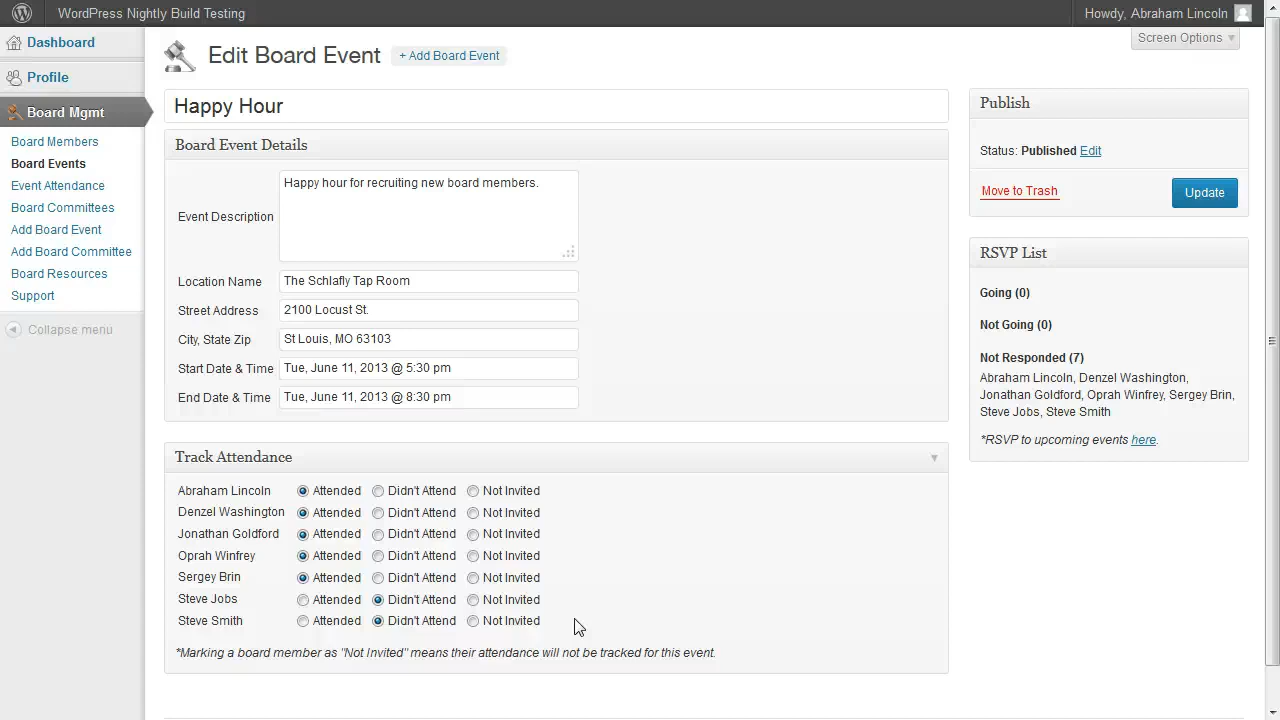 WordPress Nightly Build Testing
Howdy, Abraham Lincoln
Dashboard
Profile
Board Mgmt
Board Members
Board Events
Event Attendance
Board Committees
Add Board Event
Add Board Committee
Board Resources
Support
Collapse menu
Screen Options
Edit Board Event
+ Add Board Event
Happy Hour
Board Event Details
Event Description
Happy hour for recruiting new board members.
Location Name
The Schlafly Tap Room
Street Address
2100 Locust St.
City, State Zip
St Louis, MO 63103
Start Date & Time
Tue, June 11, 2013 @ 5:30 pm
End Date & Time
Tue, June 11, 2013 @ 8:30 pm
Track Attendance
Abraham Lincoln Attended Didn't Attend Not Invited
Denzel Washington Attended Didn't Attend Not Invited
Jonathan Goldford Attended Didn't Attend Not Invited
Oprah Winfrey Attended Didn't Attend Not Invited
Sergey Brin Attended Didn't Attend Not Invited
Steve Jobs Attended Didn't Attend Not Invited
Steve Smith Attended Didn't Attend Not Invited
*Marking a board member as "Not Invited" means their attendance will not be tracked for this event.
Publish
Status: Published Edit
Move to Trash
Update
RSVP List
Going (0)
Not Going (0)
Not Responded (7)
Abraham Lincoln, Denzel Washington,
Jonathan Goldford, Oprah Winfrey, Sergey Brin,
Steve Jobs, Steve Smith
*RSVP to upcoming events here.